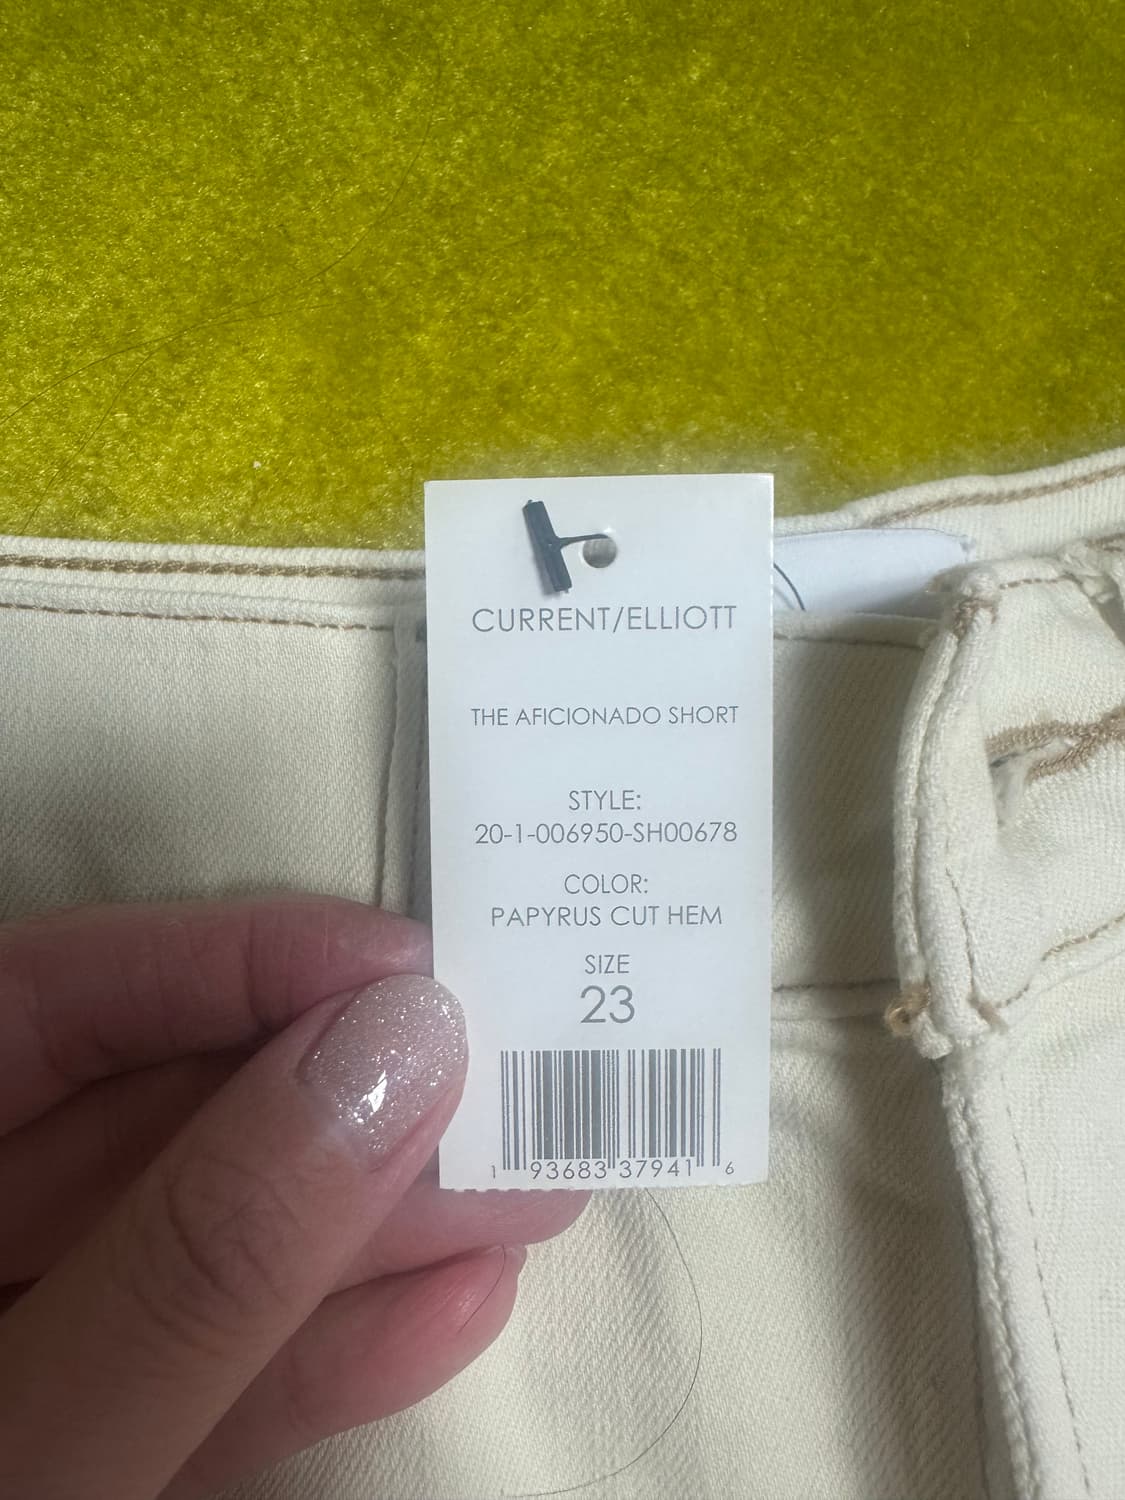 CURRENT/ELLIOTT
THE AFICIONADO SHORT
STYLE:
20-1-006950-SH00678
COLOR:
PAPYRUS CUT HEM
SIZE
23
1 93683 37941 6